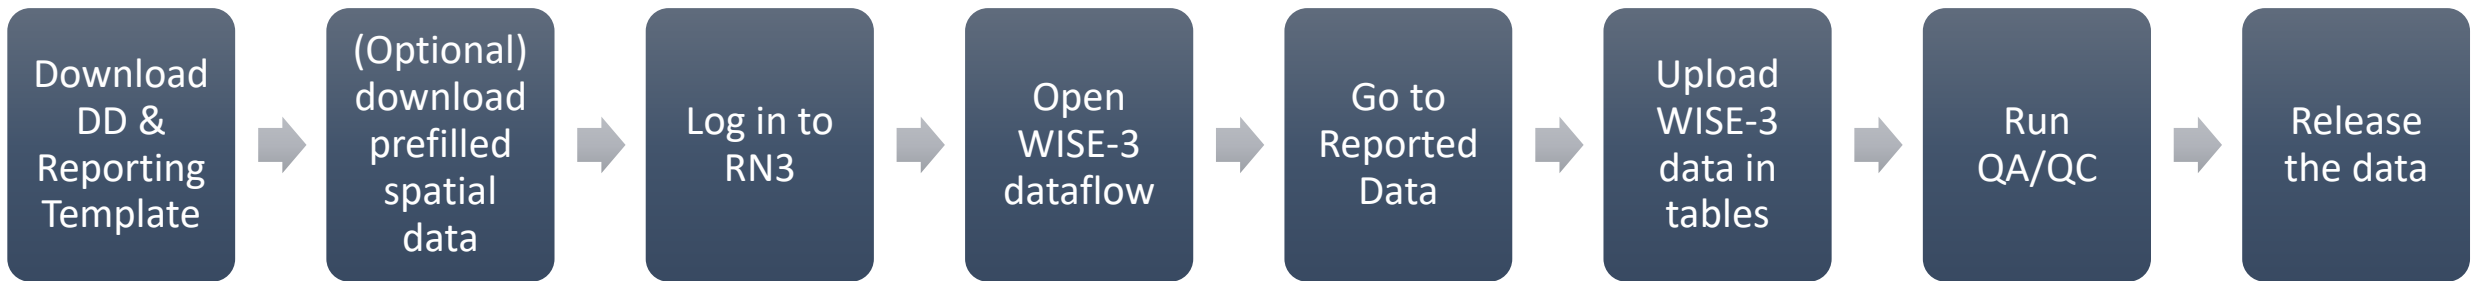 Download
DD &
Reporting
Template
(Optional)
download
prefilled
spatial
data
Log in to
RN3
Open
WISE-3
dataflow
Go to
Reported
Data
Upload
WISE-3
data in
tables
Run
QA/QC
Release
the data